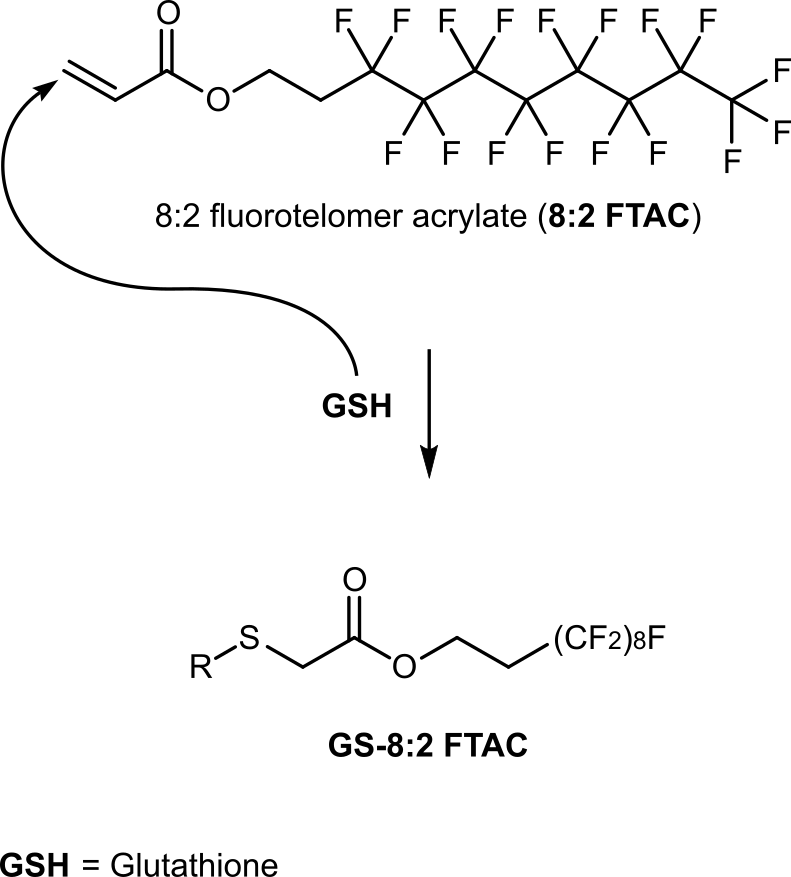 O F F F F F F F F
F
O
F
F F F F F F F
8:2 fluorotelomer acrylate (8:2 FTAC)
GSH
O
S (CF2)8F
R O
GS-8:2 FTAC
GSH = Glutathione